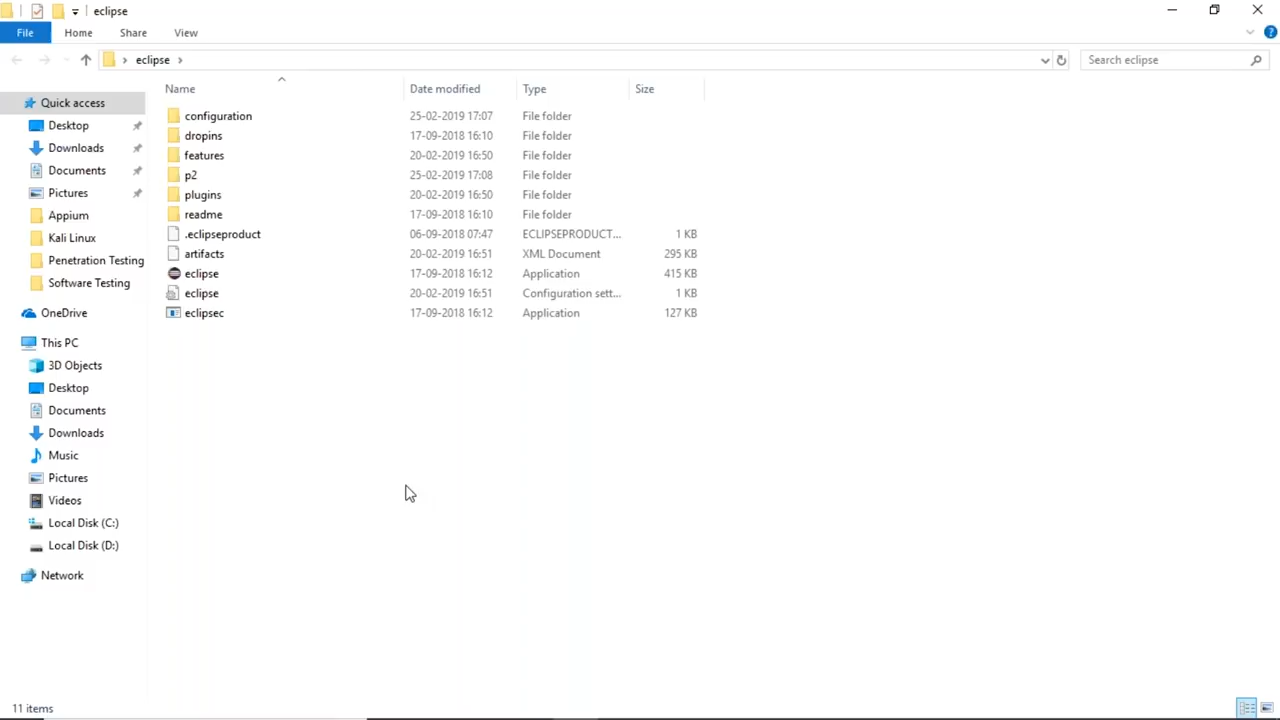 eclipse
File Home Share View
eclipse Search eclipse
Name Date modified Type Size
Quick access
Desktop
Downloads
Documents
Pictures
Appium
Kali Linux
Penetration Testing
Software Testing
OneDrive
This PC
3D Objects
Desktop
Documents
Downloads
Music
Pictures
Videos
Local Disk (C:)
Local Disk (D:)
Network
configuration 25-02-2019 17:07 File folder
dropins 17-09-2018 16:10 File folder
features 20-02-2019 16:50 File folder
p2 25-02-2019 17:08 File folder
plugins 20-02-2019 16:50 File folder
readme 17-09-2018 16:10 File folder
.eclipseproduct 06-09-2018 07:47 ECLIPSEPRODUCT... 1 KB
artifacts 20-02-2019 16:51 XML Document 295 KB
eclipse 17-09-2018 16:12 Application 415 KB
eclipse 20-02-2019 16:51 Configuration sett... 1 KB
eclipsec 17-09-2018 16:12 Application 127 KB
11 items